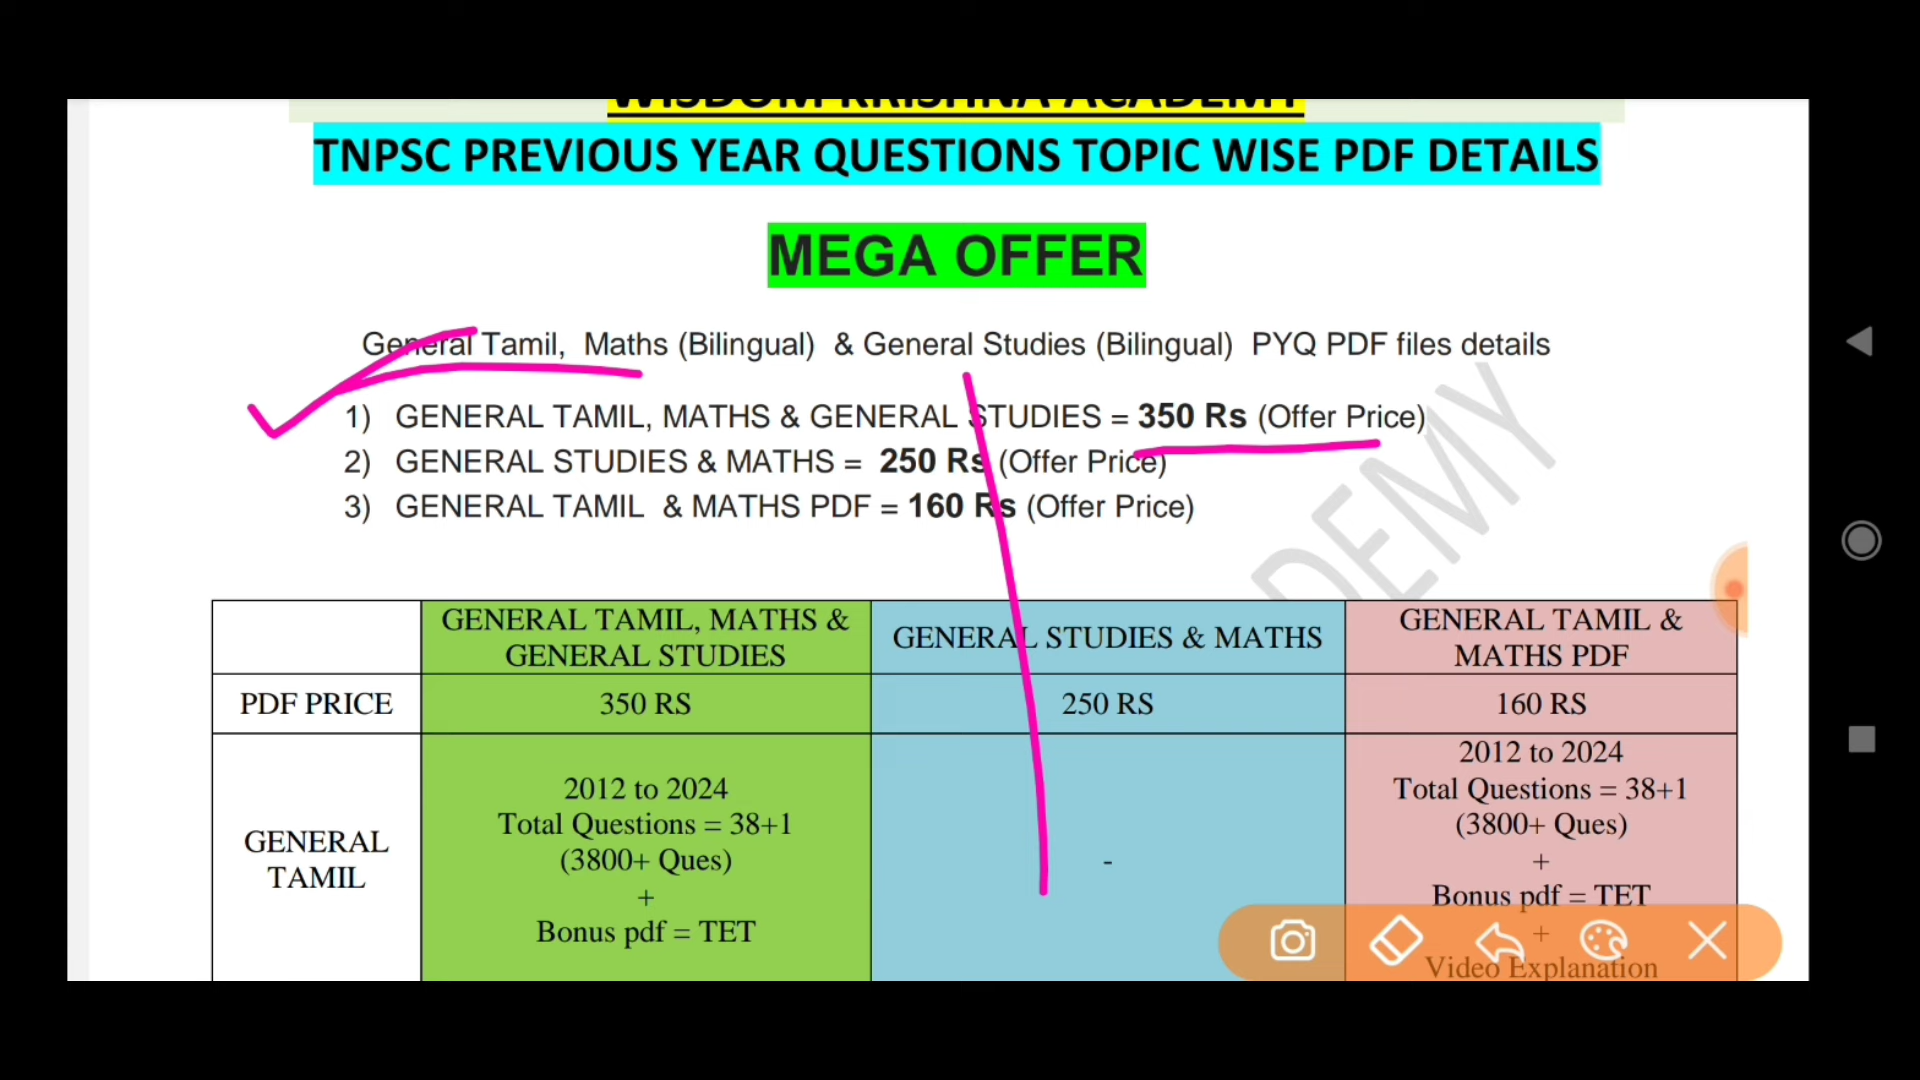 WISDOM KRISHNA ACADEMY
TNPSC PREVIOUS YEAR QUESTIONS TOPIC WISE PDF DETAILS
MEGA OFFER
General Tamil, Maths (Bilingual) & General Studies (Bilingual) PYQ PDF files details
1) GENERAL TAMIL, MATHS & GENERAL STUDIES = 350 Rs (Offer Price)
2) GENERAL STUDIES & MATHS = 250 Rs (Offer Price)
3) GENERAL TAMIL & MATHS PDF = 160 Rs (Offer Price)
DEMY
GENERAL TAMIL, MATHS &
GENERAL STUDIES
GENERAL STUDIES & MATHS
GENERAL TAMIL &
MATHS PDF
PDF PRICE
350 RS
250 RS
160 RS
GENERAL
TAMIL
2012 to 2024
Total Questions = 38+1
(3800+ Ques)
+
Bonus pdf = TET
-
2012 to 2024
Total Questions = 38+1
(3800+ Ques)
+
Bonus pdf = TET
+
Video Explanation